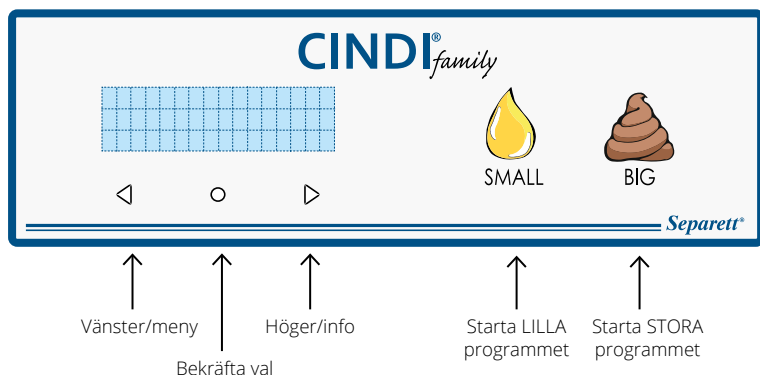 CINDI® family
SMALL
BIG
Separett®
Vänster/meny
Höger/info
Starta LILLA
programmet
Starta STORA
programmet
Bekräfta val